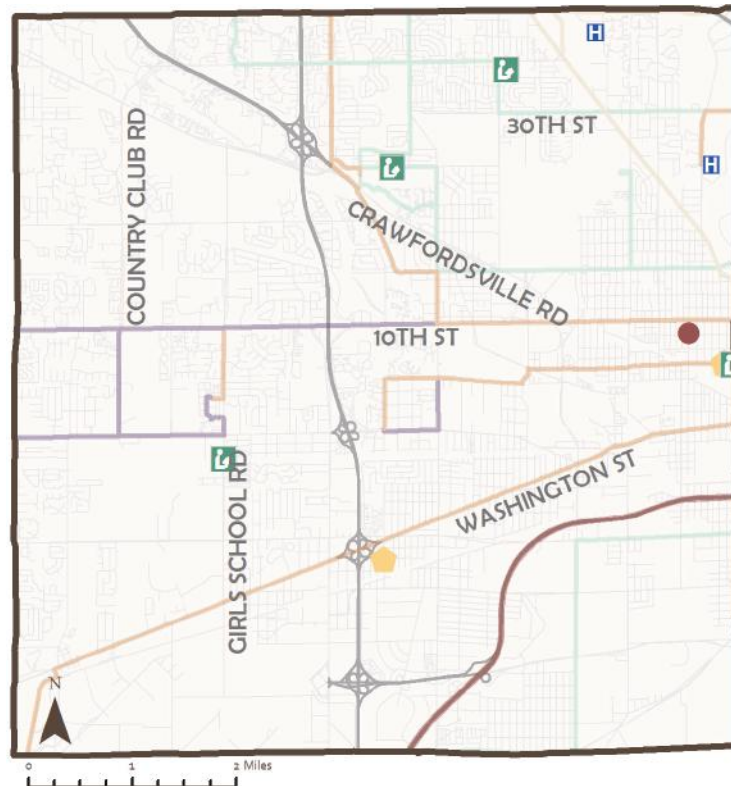 H
30TH ST
COUNTRY CLUB RD
H
CRAWFORDSVILLE RD
10TH ST
WASHINGTON ST
GIRLS SCHOOL RD
N
0 1 2 Miles